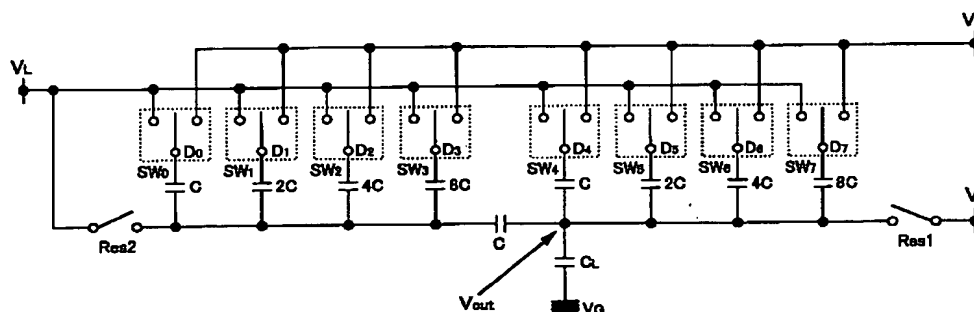 VL
V
D0
D1
D2
D3
D4
D5
D6
D7
SW0
SW1
SW2
SW3
SW4
SW5
SW6
SW7
C
2C
4C
8C
C
2C
4C
8C
Res2
C
Res1
V
CL
Vout
VG